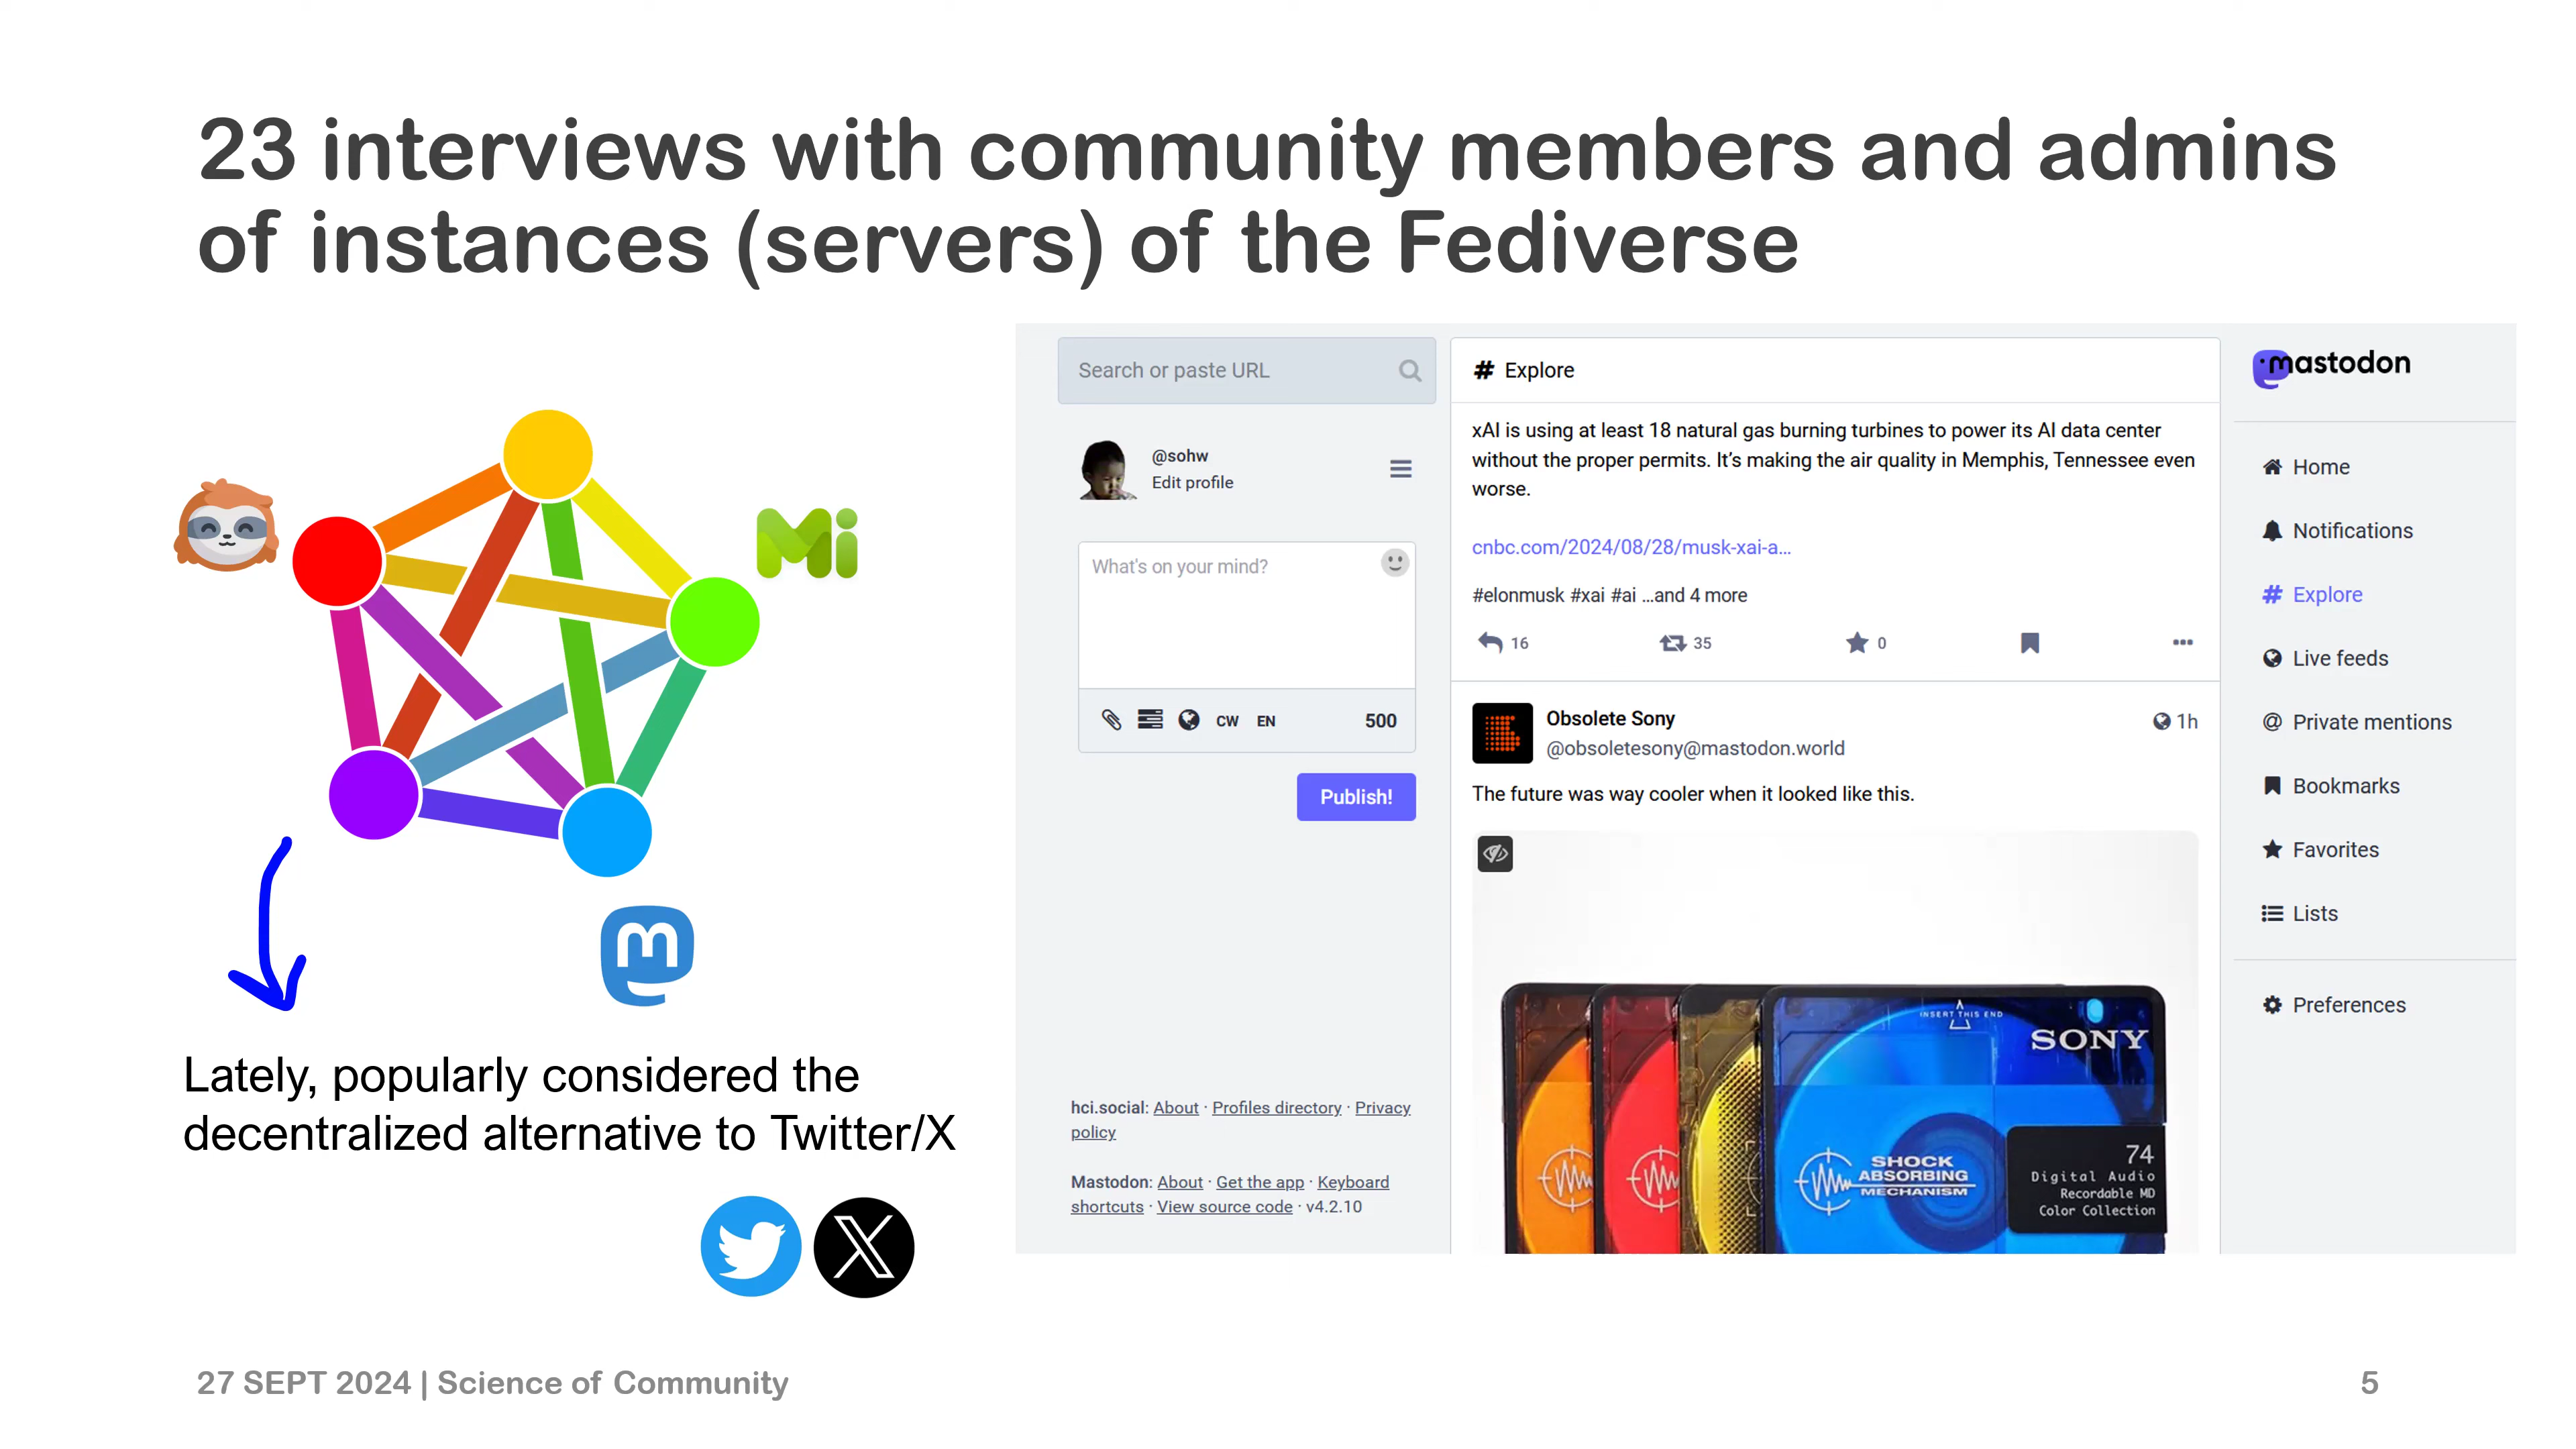 23 interviews with community members and admins
of instances (servers) of the Fediverse
Mi
m
Lately, popularly considered the
decentralized alternative to Twitter/X
Search or paste URL
@sohw
Edit profile
What's on your mind?
CW EN 500
Publish!
hci.social: About · Profiles directory · Privacy
policy
Mastodon: About · Get the app · Keyboard
shortcuts · View source code · v4.2.10
# Explore
xAI is using at least 18 natural gas burning turbines to power its AI data center
without the proper permits. It’s making the air quality in Memphis, Tennessee even
worse.
cnbc.com/2024/08/28/musk-xai-a...
#elonmusk #xai #ai ...and 4 more
16 35 0
Obsolete Sony
1h
@obsoletesony@mastodon.world
The future was way cooler when it looked like this.
INSERT THIS END
SONY
SHOCK
ABSORBING
MECHANISM
74
Digital Audio
Recordable MD
Color Collection
mastodon
Home
Notifications
# Explore
Live feeds
@ Private mentions
Bookmarks
Favorites
Lists
Preferences
27 SEPT 2024 | Science of Community
5